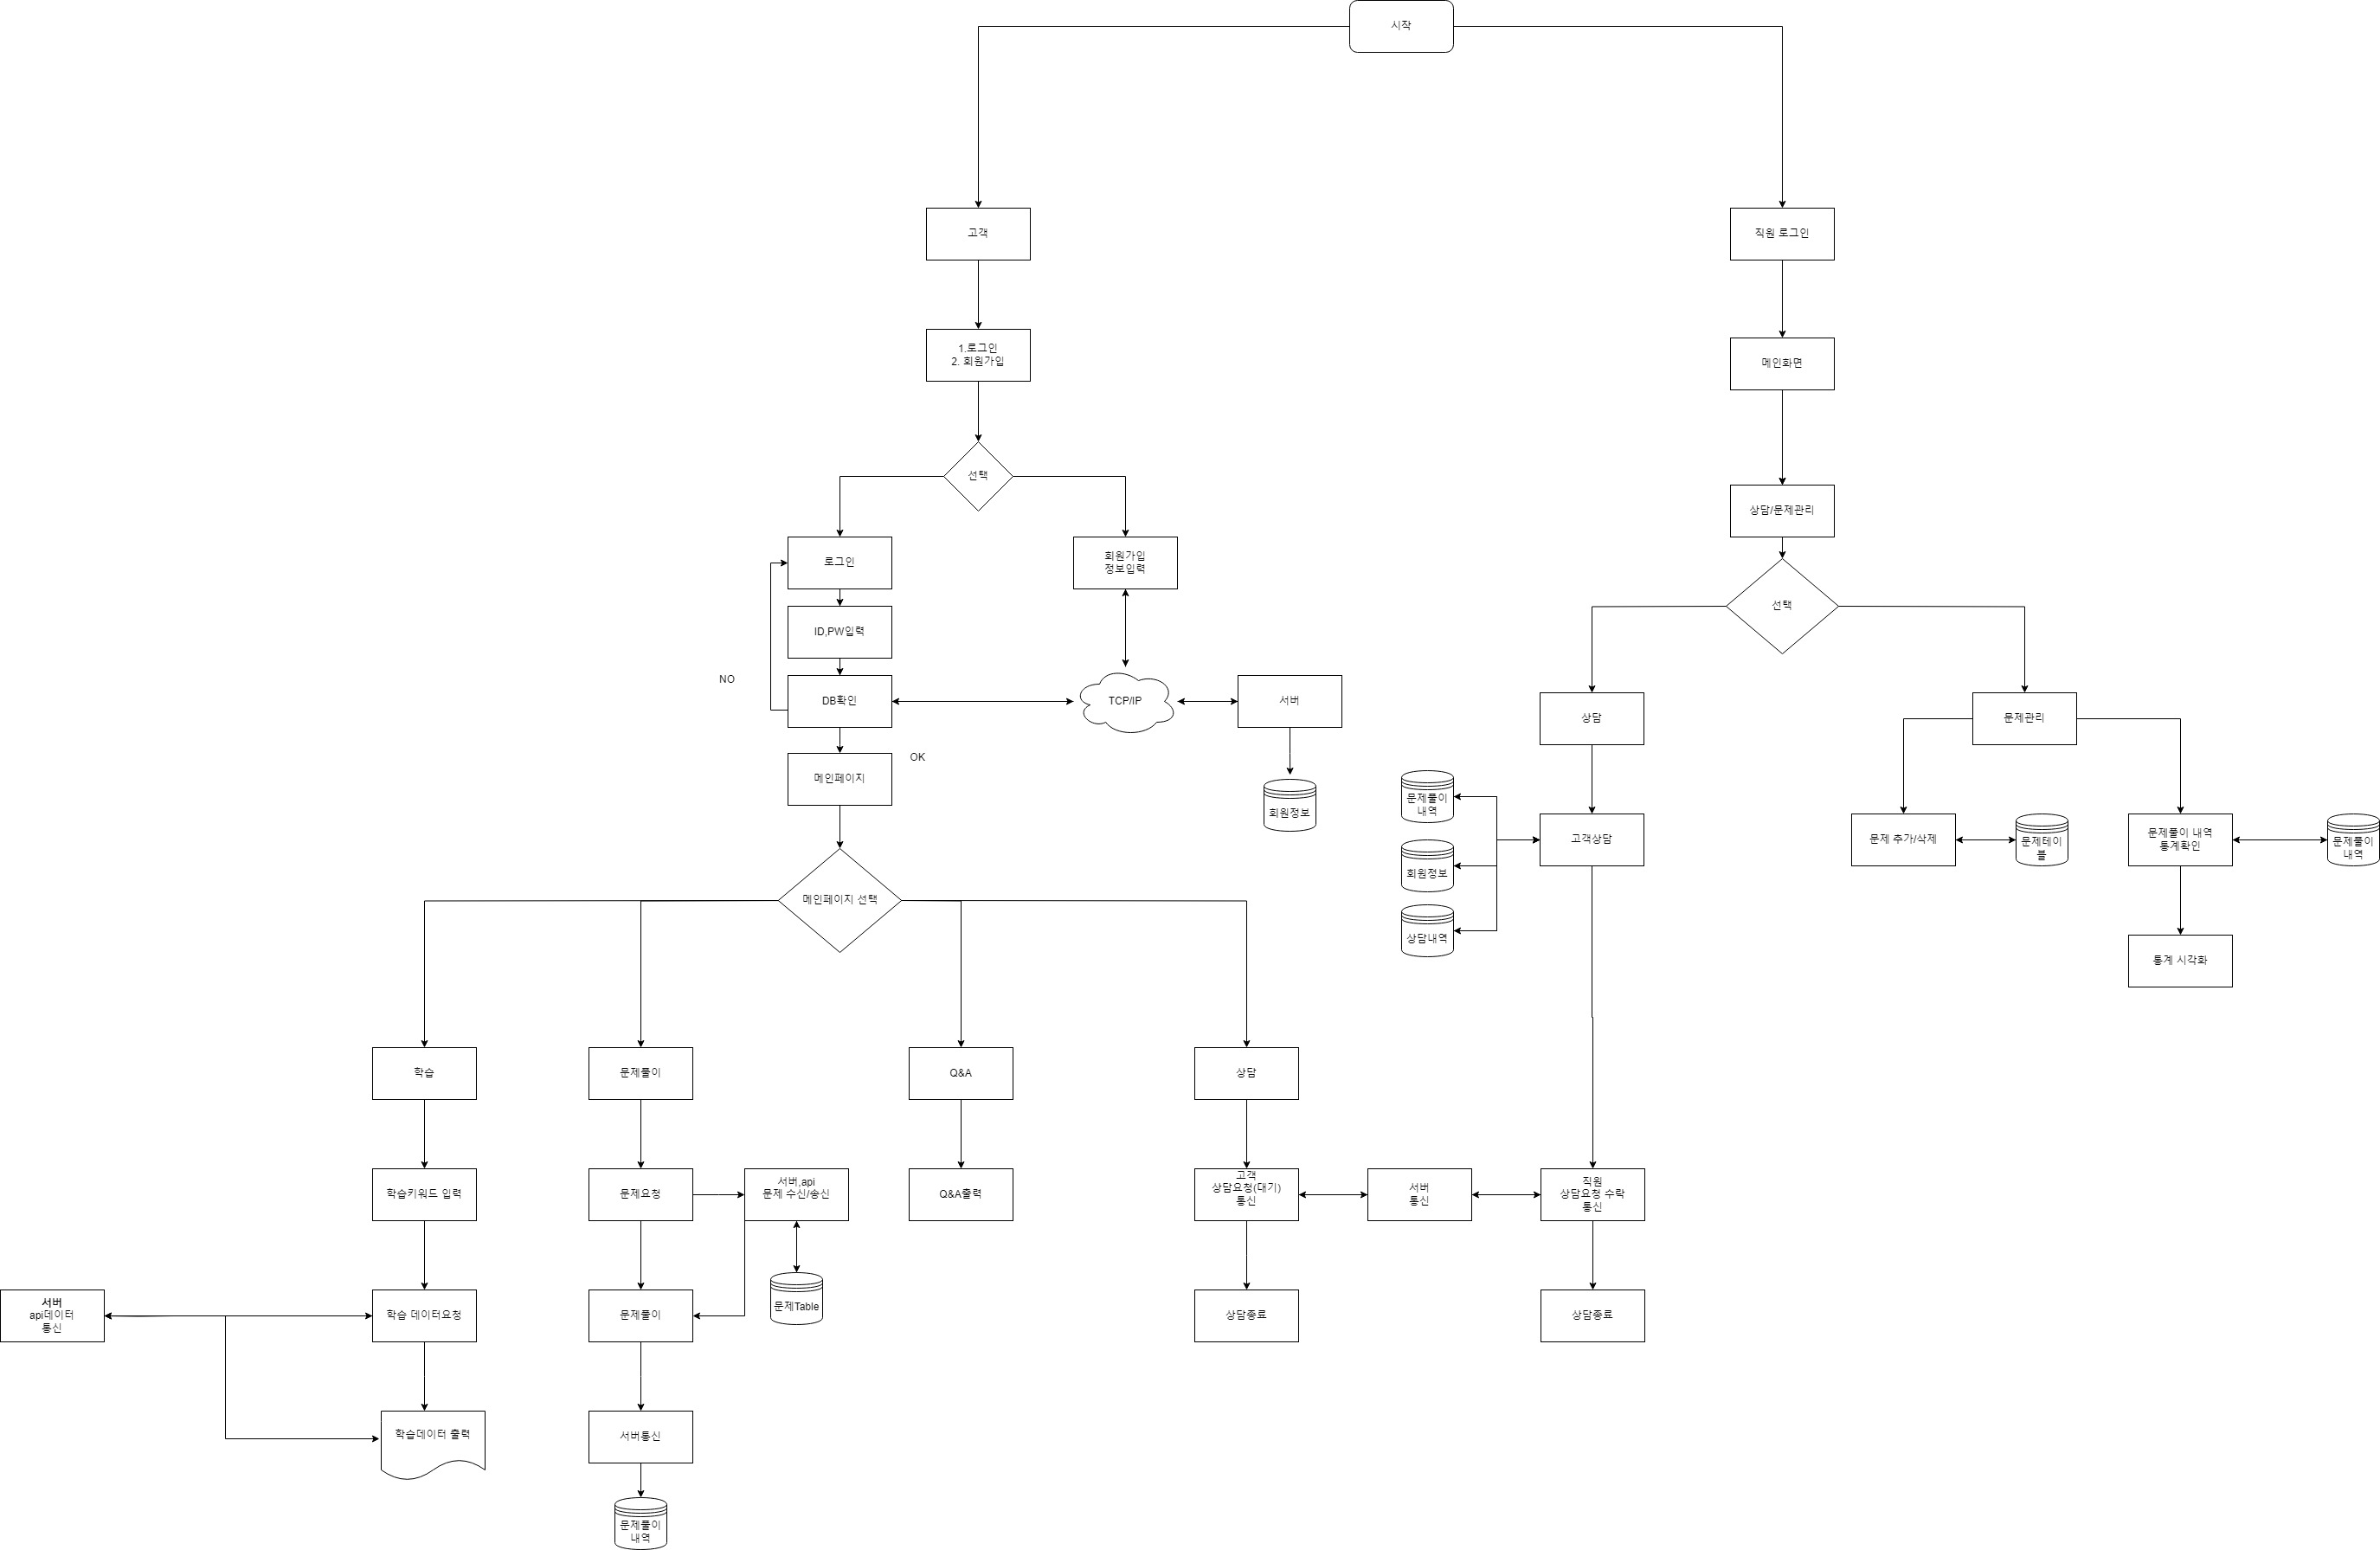 시작
고객
직원 로그인
1.로그인
2. 회원가입
메인화면
선택
상담/문제관리
로그인
회원가입
정보입력
선택
ID,PW입력
NO
DB확인
TCP/IP
서버
상담
문제관리
OK
메인페이지
회원정보
문제풀이
내역
고객상담
문제 추가/삭제
문제테이
블
문제풀이 내역
통계확인
문제풀이
내역
회원정보
메인페이지 선택
상담내역
통계 시각화
학습
문제풀이
Q&A
상담
학습키워드 입력
문제요청
서버,api
문제 수신/송신
Q&A출력
고객
상담요청(대기)
통신
서버
통신
직원
상담요청 수락
통신
서버
api데이터
통신
학습 데이터요청
문제풀이
문제Table
상담종료
상담종료
학습데이터 출력
서버통신
문제풀이
내역